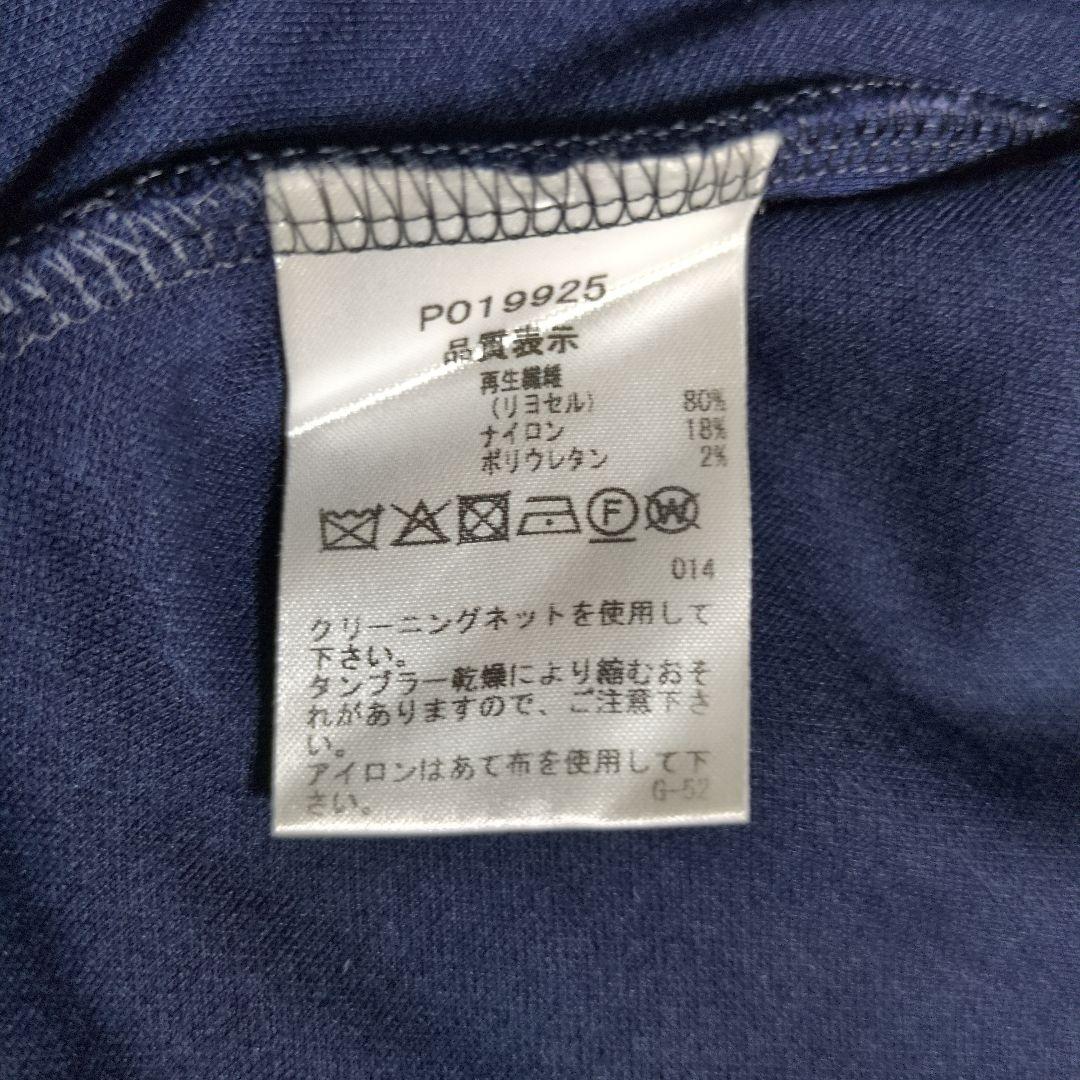 P019925
品質表示
再生繊維
(リヨセル) 80%
ナイロン 18%
ポリウレタン 2%
F W
014
クリーニングネットを使用して
下さい。
タンブラー乾燥により縮むおそ
れがありますので、ご注意下さ
い。
アイロンはあて布を使用して下
さい。 G-52